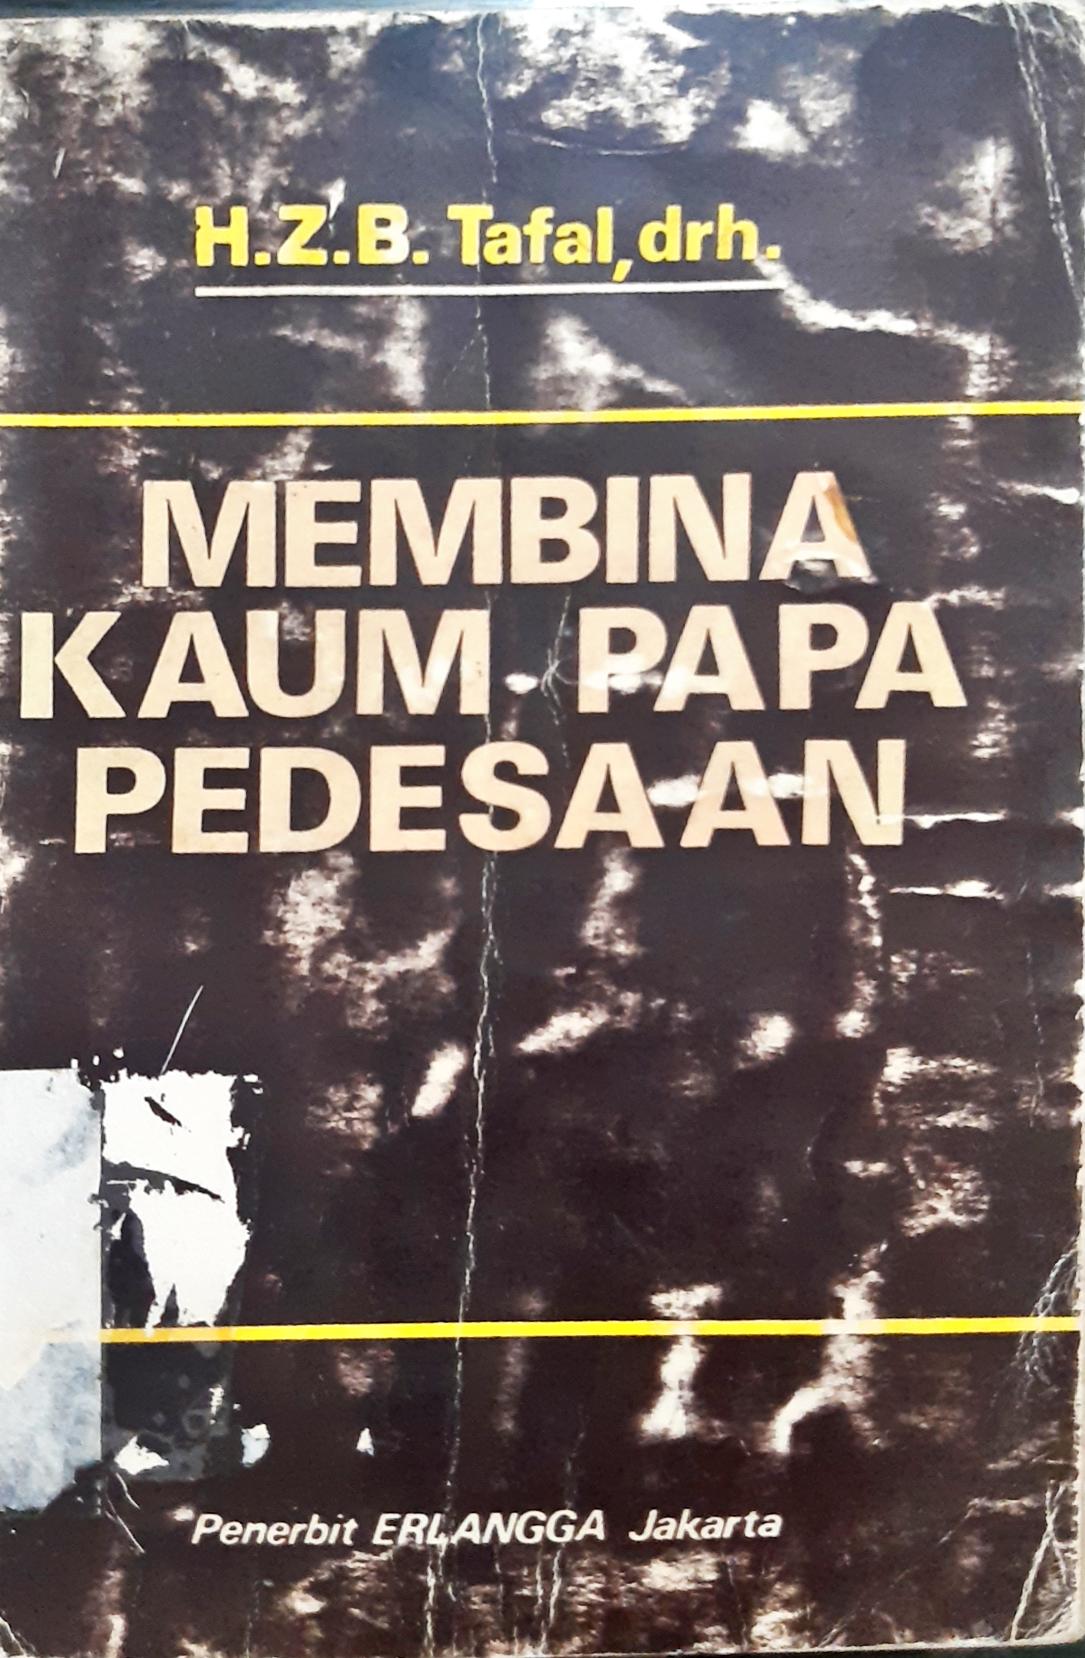 H.Z.B. Tafal, drh.
MEMBINA
KAUM PAPA
PEDESAAN
Penerbit ERLANGGA Jakarta